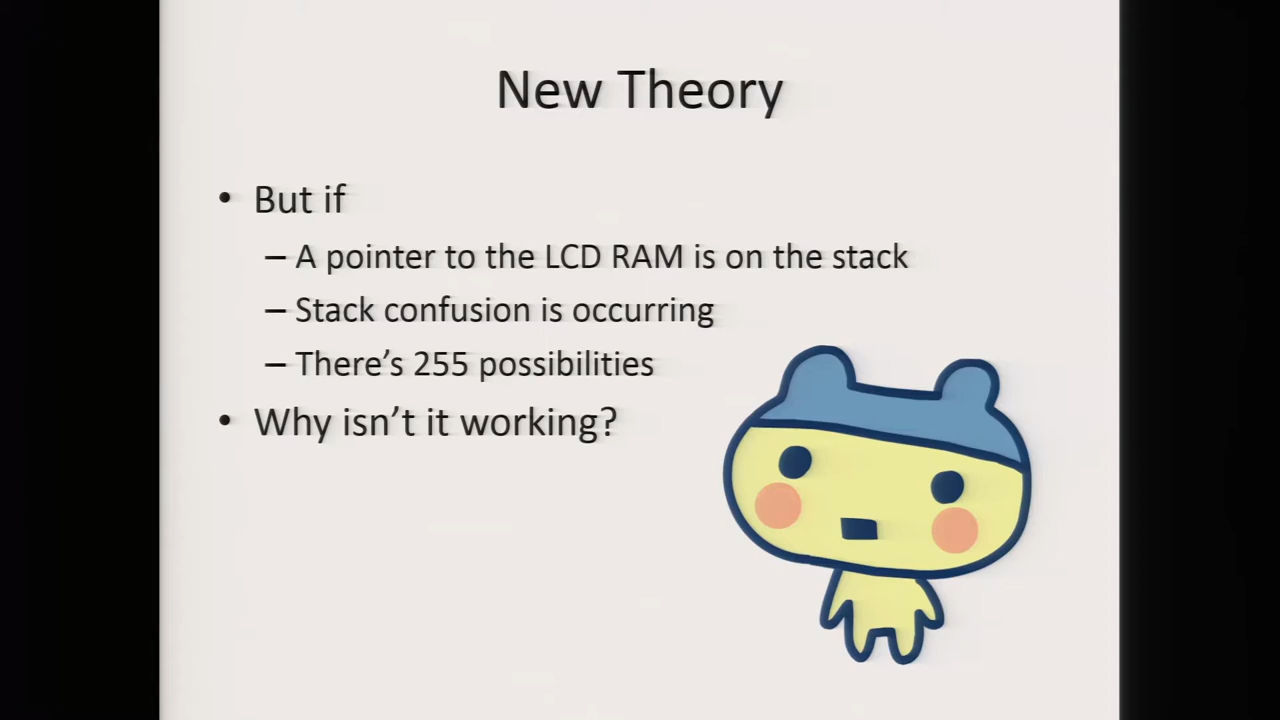 New Theory
• But if
– A pointer to the LCD RAM is on the stack
– Stack confusion is occurring
– There’s 255 possibilities
• Why isn’t it working?